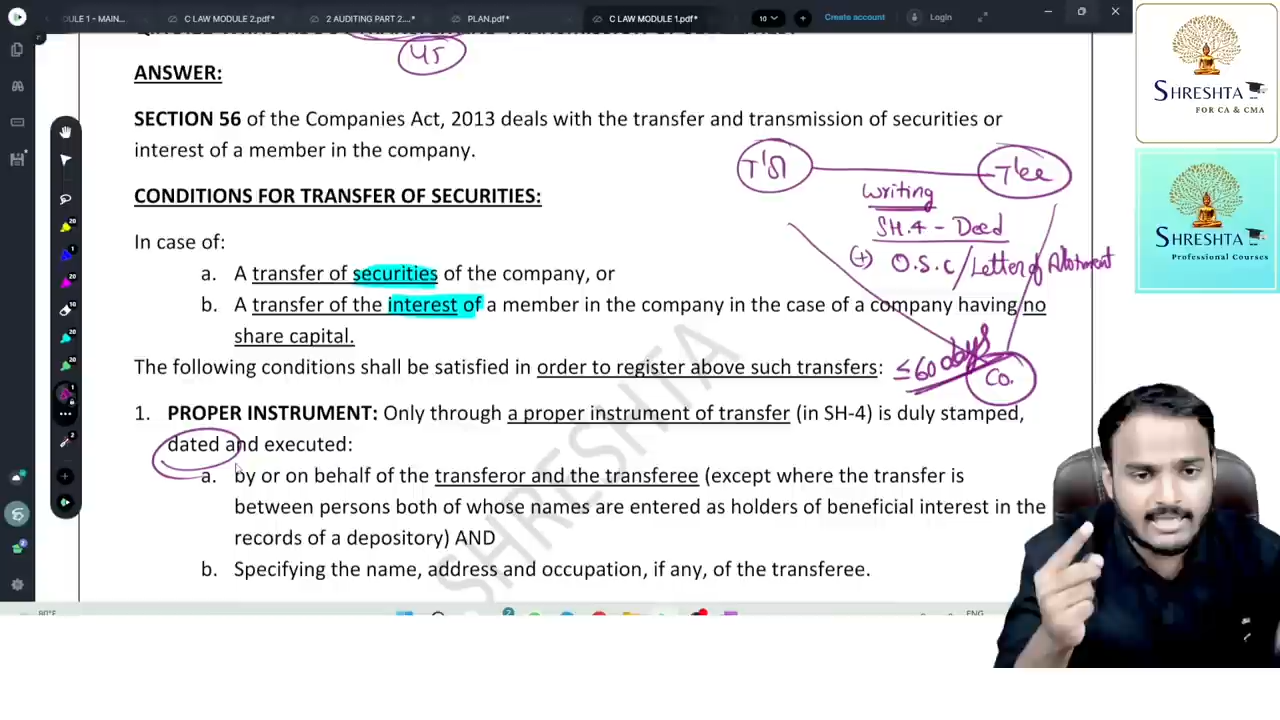 DULE 1 - MAIN...
C LAW MODULE 2.pdf*
2 AUDITING PART 2....*
PLAN.pdf*
C LAW MODULE 1.pdf*
10
Create account
Login
45
ANSWER:
SECTION 56 of the Companies Act, 2013 deals with the transfer and transmission of securities or
interest of a member in the company.
T'ee
CONDITIONS FOR TRANSFER OF SECURITIES:
Writing
SH.4 - Deed
(+) O.S.C/Letter of Allotment
In case of:
a. A transfer of securities of the company, or
b. A transfer of the interest of a member in the company in the case of a company having no
share capital.
The following conditions shall be satisfied in order to register above such transfers:
≤60 days
Co.
1. PROPER INSTRUMENT: Only through a proper instrument of transfer (in SH-4) is duly stamped,
dated and executed:
a. by or on behalf of the transferor and the transferee (except where the transfer is
between persons both of whose names are entered as holders of beneficial interest in the
records of a depository) AND
b. Specifying the name, address and occupation, if any, of the transferee.
SHRESHTA
80°F
ENG
SHRESHTA
FOR CA & CMA
SHRESHTA
Professional Courses